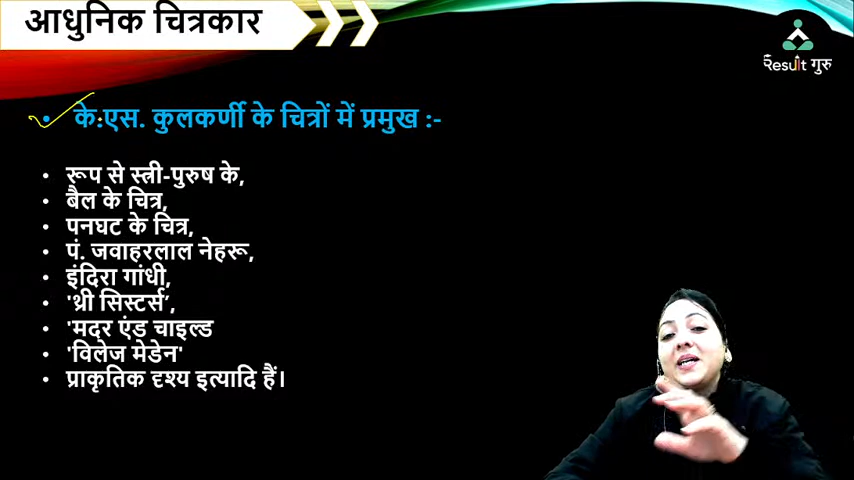 आधुनिक चित्रकार
Result गुरु
• के.एस. कुलकर्णी के चित्रों में प्रमुख :-
• रूप से स्त्री-पुरुष के,
• बैल के चित्र,
• पनघट के चित्र,
• पं. जवाहरलाल नेहरू,
• इंदिरा गांधी,
• 'थ्री सिस्टर्स’,
• 'मदर एंड चाइल्ड
• 'विलेज मेडेन'
• प्राकृतिक दृश्य इत्यादि हैं।